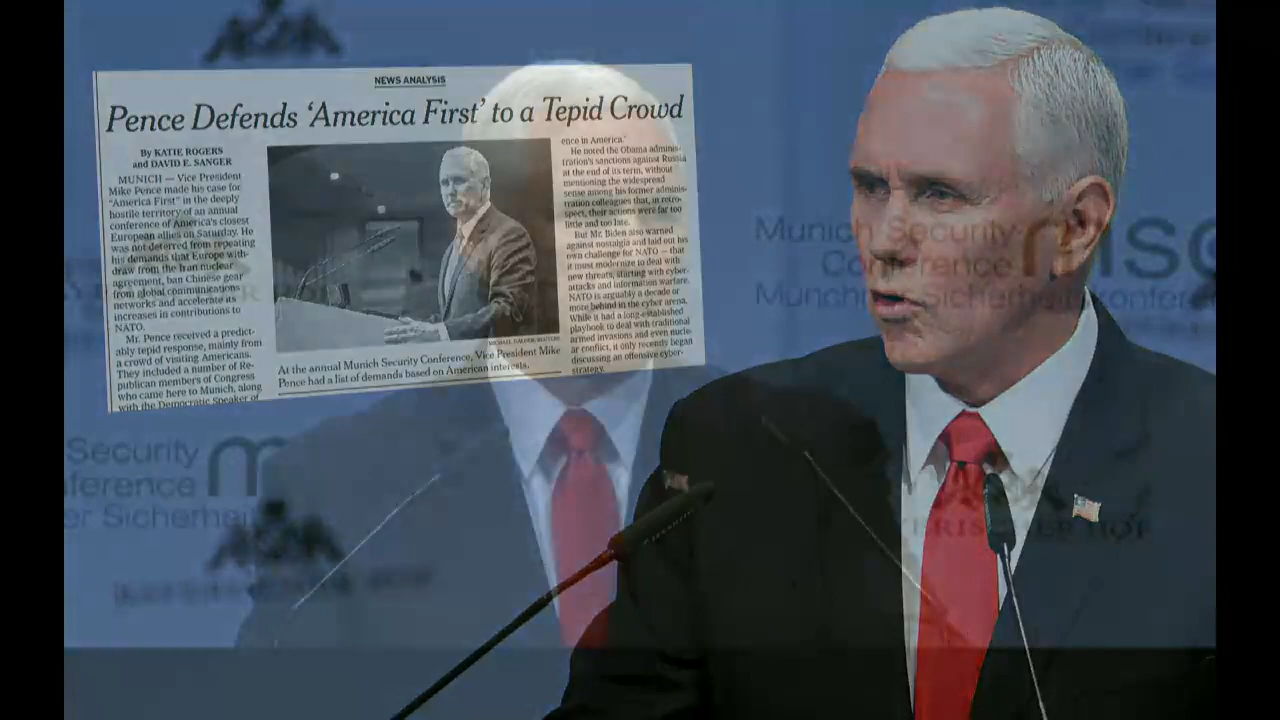 NEWS ANALYSIS
Pence Defends ‘America First’ to a Tepid Crowd
By KATIE ROGERS
and DAVID E. SANGER
MUNICH — Vice President
Mike Pence made his case for
“America First” in the deeply
hostile territory of an annual
conference of America's closest
European allies on Saturday. He
was not deterred from repeating
his demands that Europe with-
draw from the Iran nuclear
agreement, ban Chinese gear
from global communications
networks and accelerate its
increases in contributions to
NATO.
Mr. Pence received a predict-
ably tepid response, mainly from
a crowd of visiting Americans.
They included a number of Re-
publican members of Congress
who came here to Munich, along
with the Democratic Speaker of
At the annual Munich Security Conference, Vice President Mike
Pence had a list of demands based on American interests.
ence in America.”
He noted the Obama adminis-
tration's sanctions against Russia
at the end of its term, without
mentioning the widespread
sense among his former adminis-
tration colleagues that, in retro-
spect, their actions were far too
little and too late.
But Mr. Biden also warned
against nostalgia and laid out his
own challenge for NATO — that
it must modernize to deal with
new threats, starting with cyber-
attacks and information warfare.
NATO is arguably a decade or
more behind in the cyber arena.
While it had a long-established
playbook to deal with traditional
armed invasions and even nucle-
ar conflict, it only recently began
discussing an offensive cyber-
strategy.
Munich Security
Conference
Münchner Sicherheitskonferenz
msc
Security
ference
er Sicherhei
m